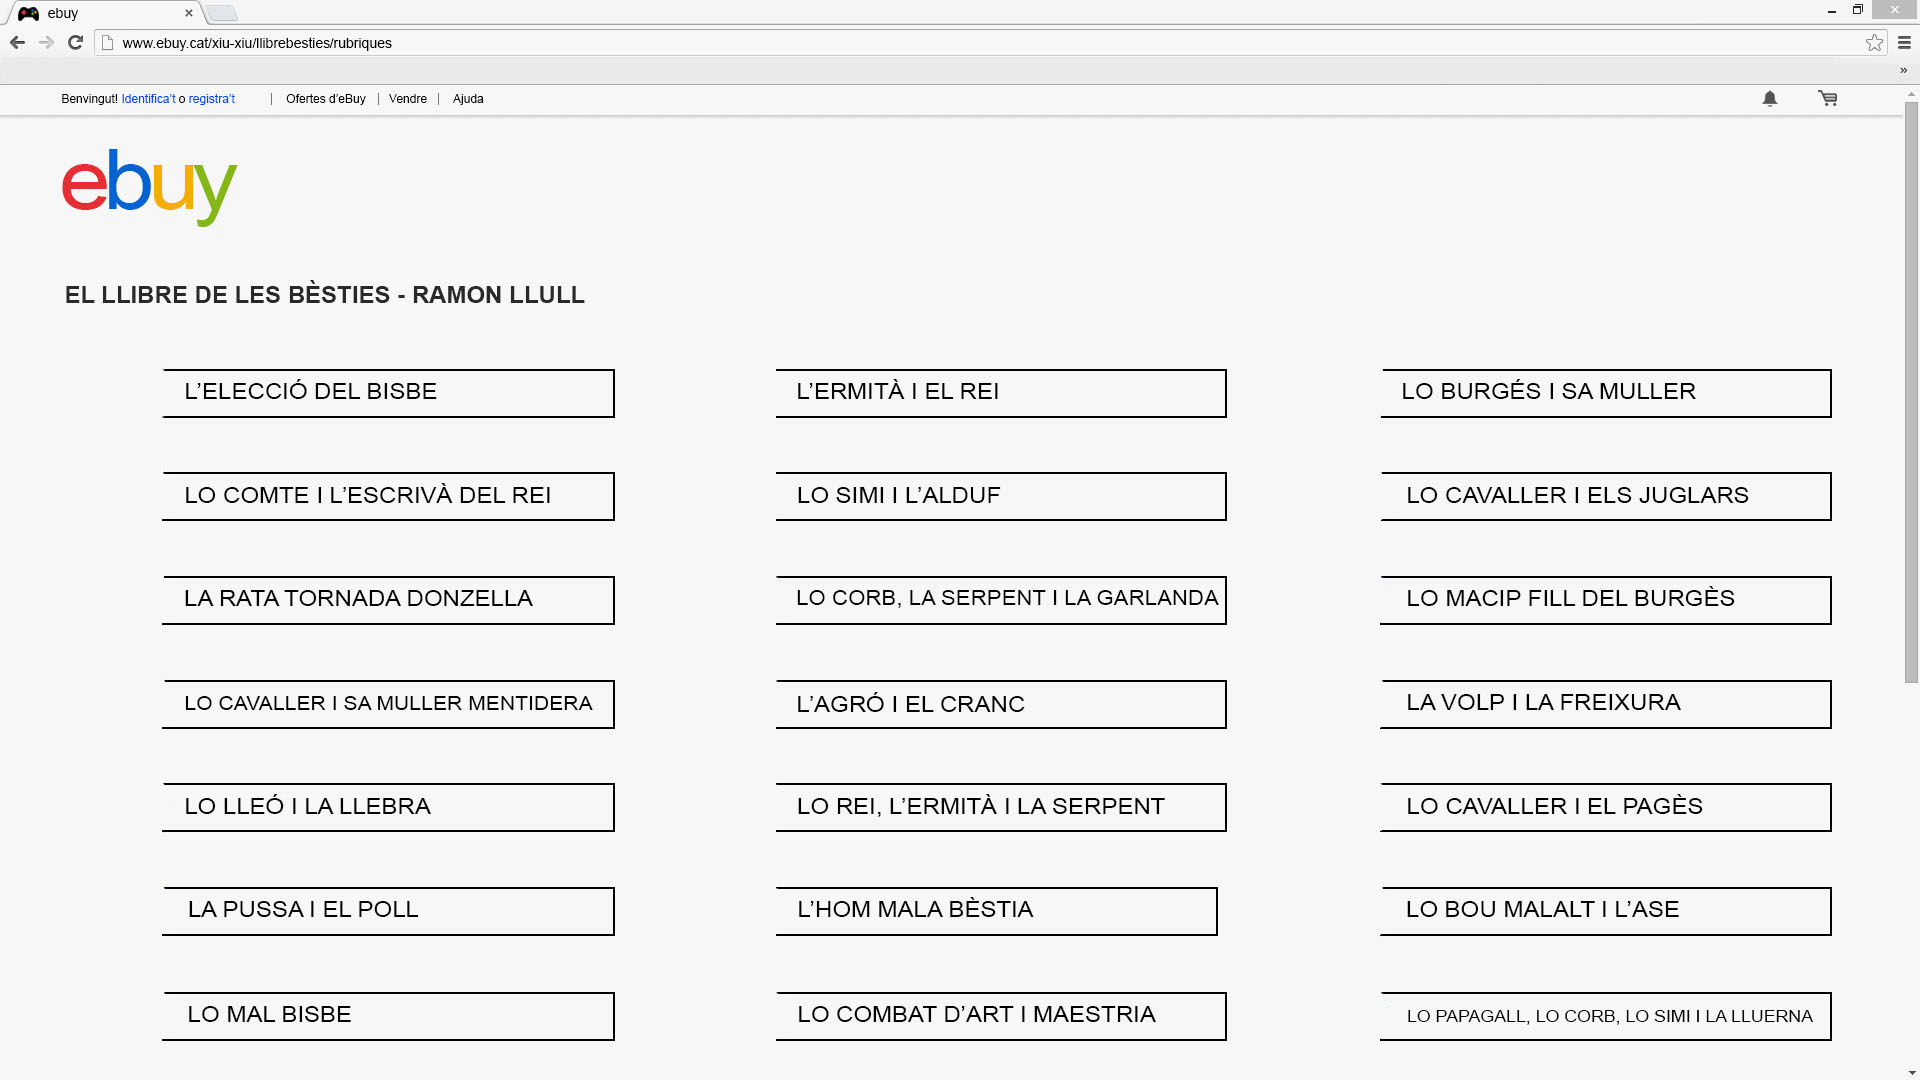 ebuy
www.ebuy.cat/xiu-xiu/llibrebesties/rubriques
Benvingut! Identifica't o registra't | Ofertes d'eBuy | Vendre | Ajuda
ebuy
EL LLIBRE DE LES BÈSTIES - RAMON LLULL
L'ELECCIÓ DEL BISBE
L'ERMITÀ I EL REI
LO BURGÉS I SA MULLER
LO COMTE I L'ESCRIVÀ DEL REI
LO SIMI I L'ALDUF
LO CAVALLER I ELS JUGLARS
LA RATA TORNADA DONZELLA
LO CORB, LA SERPENT I LA GARLANDA
LO MACIP FILL DEL BURGÈS
LO CAVALLER I SA MULLER MENTIDERA
L'AGRÓ I EL CRANC
LA VOLP I LA FREIXURA
LO LLEÓ I LA LLEBRA
LO REI, L'ERMITÀ I LA SERPENT
LO CAVALLER I EL PAGÈS
LA PUSSA I EL POLL
L'HOM MALA BÈSTIA
LO BOU MALALT I L'ASE
LO MAL BISBE
LO COMBAT D'ART I MAESTRIA
LO PAPAGALL, LO CORB, LO SIMI I LA LLUERNA